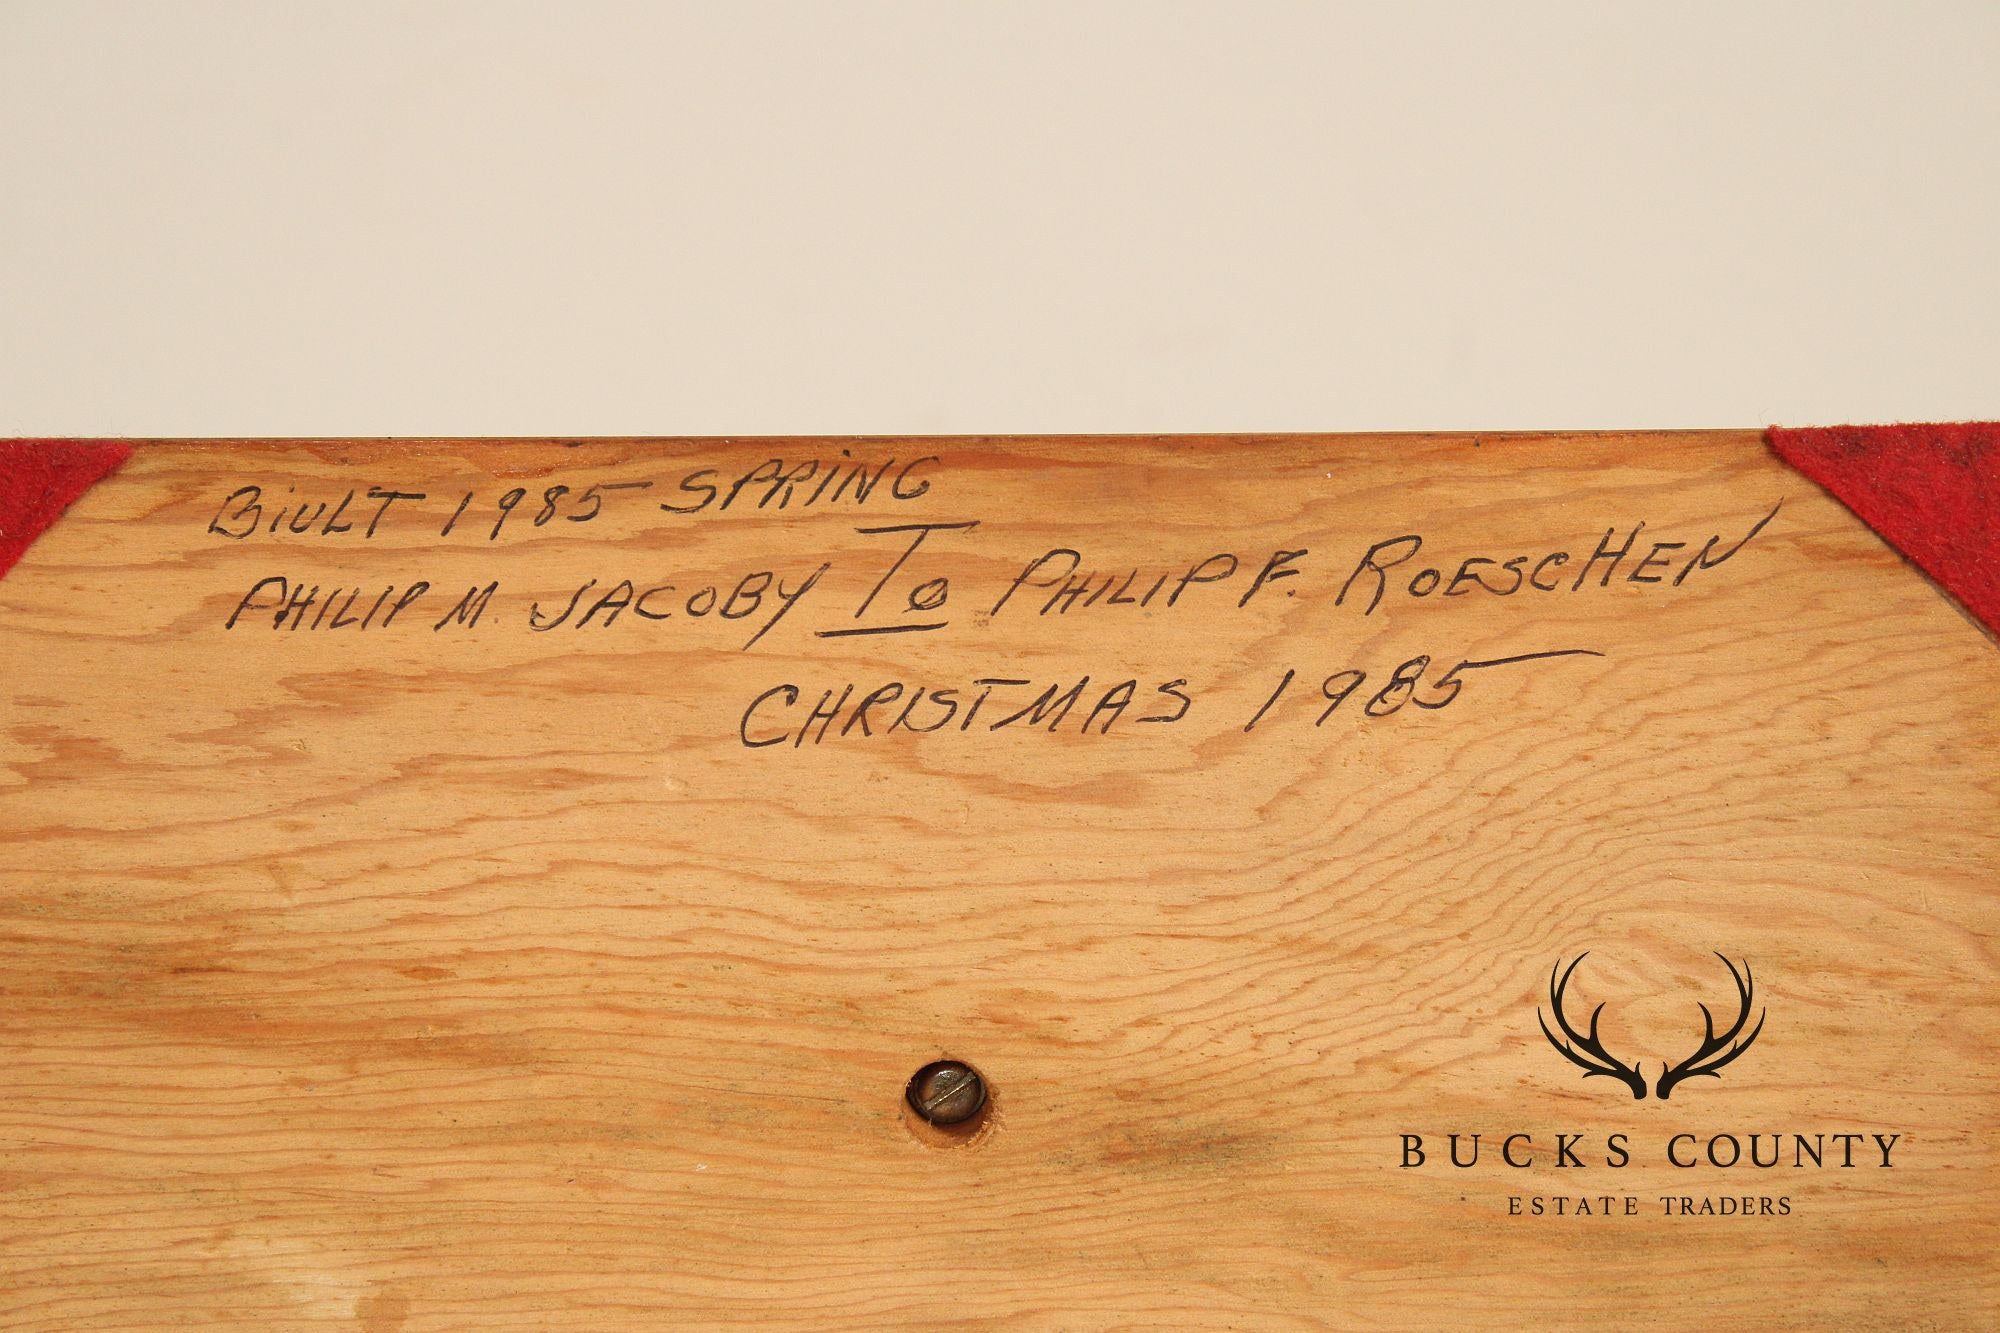 BiULT 1985 SPRiNG
PHILIP M. JACOBY To PHILIP F. ROESCHEN
CHRISTMAS 1985
BUCKS COUNTY
ESTATE TRADERS